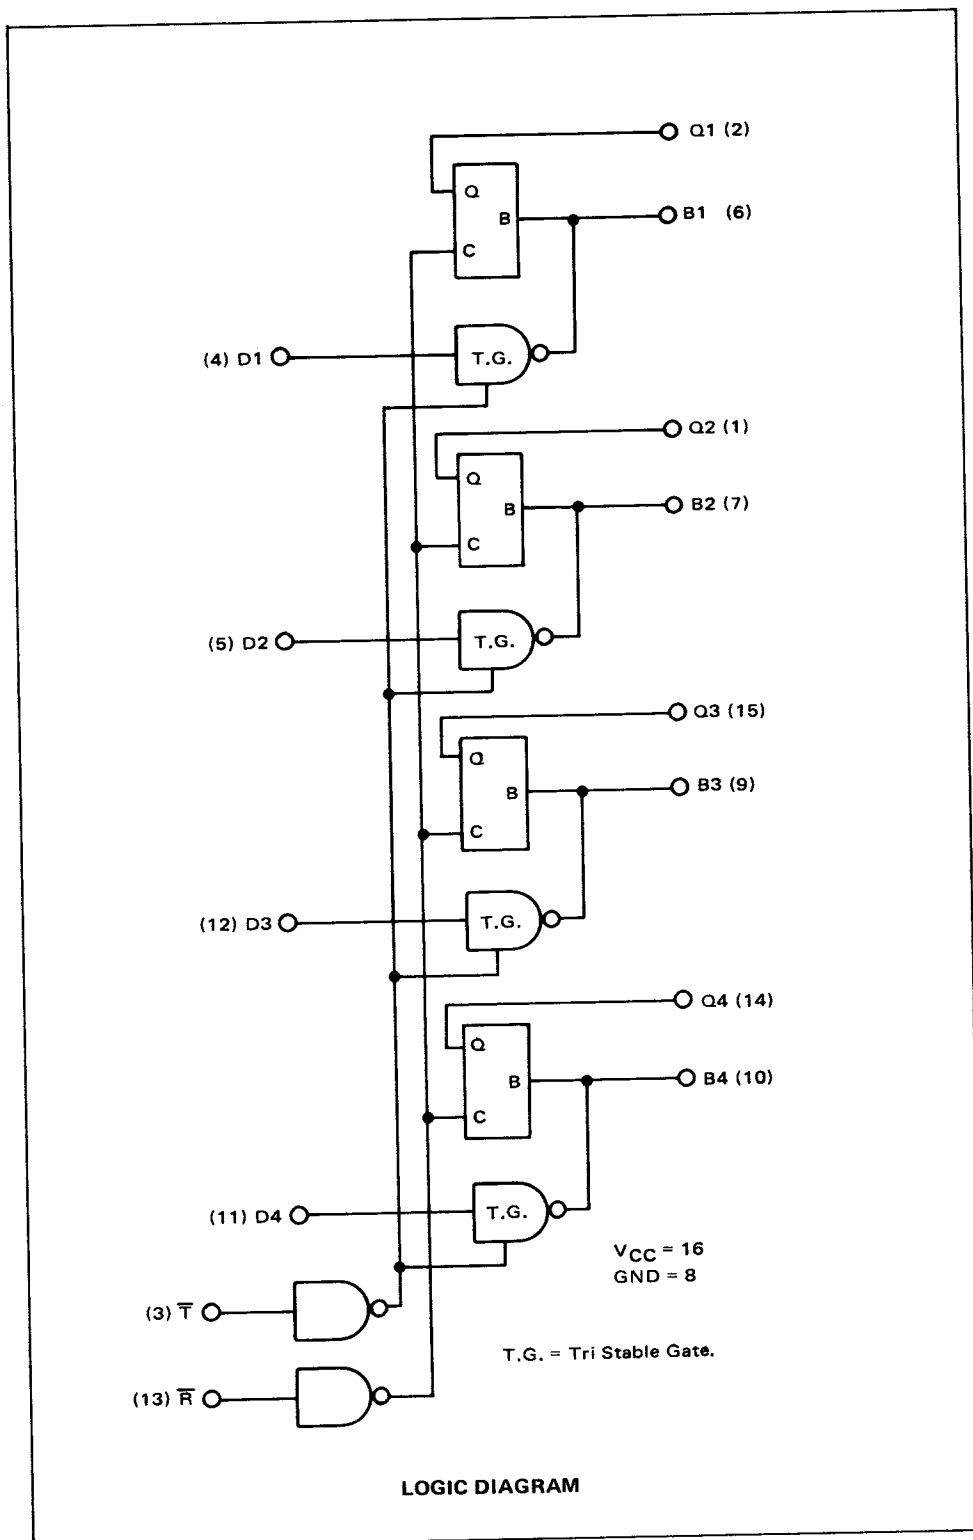 Q1 (2)
Q
B
B1 (6)
C
(4) D1
T.G.
Q2 (1)
Q
B
B2 (7)
C
(5) D2
T.G.
Q3 (15)
Q
B
B3 (9)
C
(12) D3
T.G.
Q4 (14)
Q
B
B4 (10)
C
(11) D4
T.G.
VCC = 16
GND = 8
(3) T̅
T.G. = Tri Stable Gate.
(13) R̅
LOGIC DIAGRAM